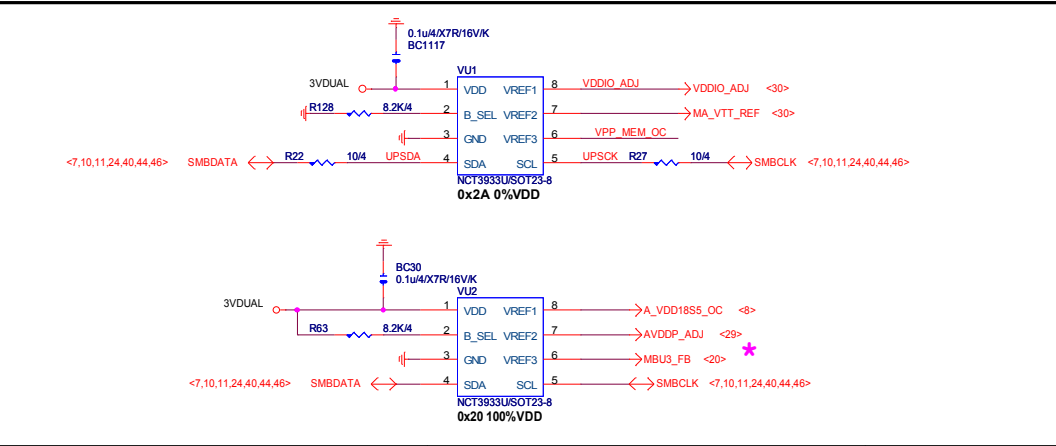 0.1u/4/X7R/16V/K
BC1117
VU1
3VDUAL 1 VDD VREF1 8 VDDIO_ADJ VDDIO_ADJ <30>
R128 8.2K/4 2 B_SEL VREF2 7 MA_VTT_REF <30>
3 GND VREF3 6 VPP_MEM_OC
<7,10,11,24,40,44,46> SMBDATA R22 10/4 UPSDA 4 SDA SCL 5 UPSCK R27 10/4 SMBCLK <7,10,11,24,40,44,46>
NCT3933U/SOT23-8
0x2A 0%VDD
BC30
0.1u/4/X7R/16V/K
VU2
3VDUAL 1 VDD VREF1 8 A_VDD18S5_OC <8>
R63 8.2K/4 2 B_SEL VREF2 7 AVDDP_ADJ <29>
3 GND VREF3 6 MBU3_FB <20> *
<7,10,11,24,40,44,46> SMBDATA 4 SDA SCL 5 SMBCLK <7,10,11,24,40,44,46>
NCT3933U/SOT23-8
0x20 100%VDD